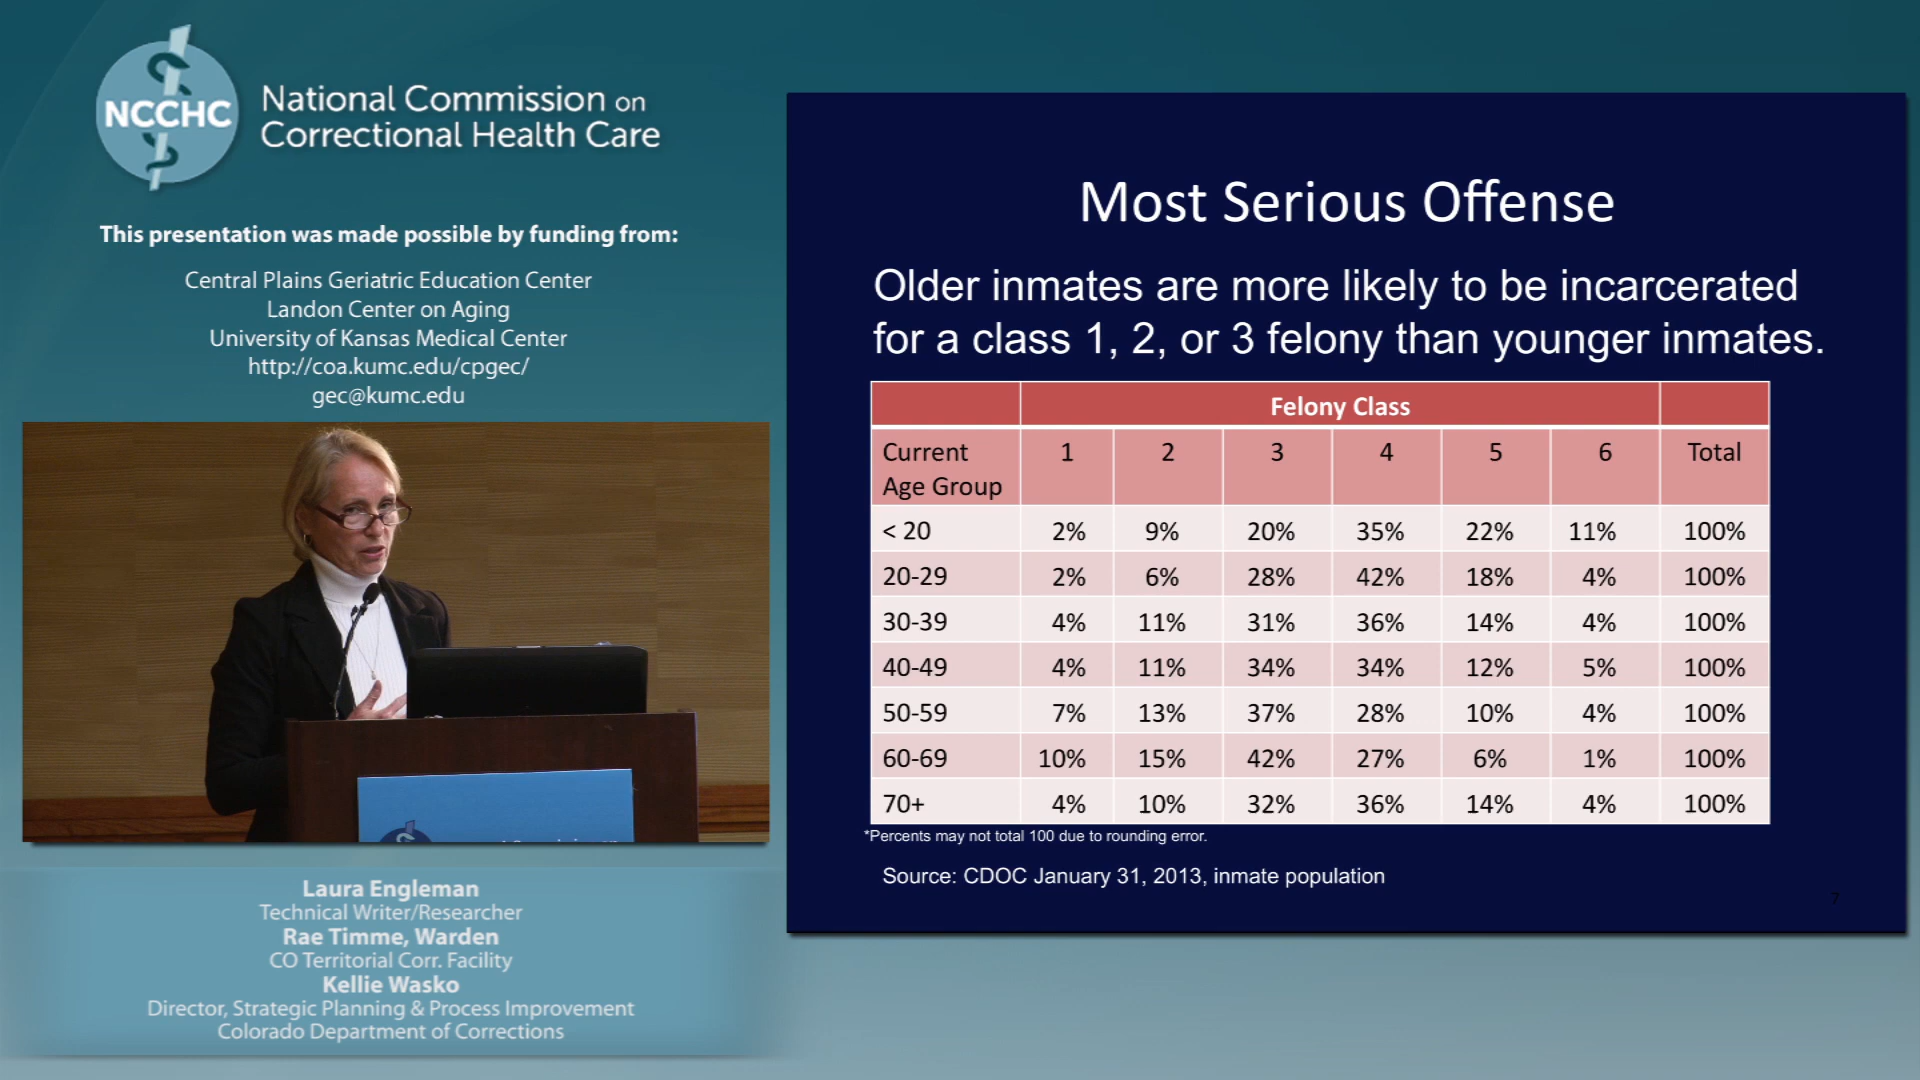 NCCHC
National Commission on
Correctional Health Care
This presentation was made possible by funding from:
Central Plains Geriatric Education Center
Landon Center on Aging
University of Kansas Medical Center
http://coa.kumc.edu/cpgec/
gec@kumc.edu
Laura Engleman
Technical Writer/Researcher
Rae Timme, Warden
CO Territorial Corr. Facility
Kellie Wasko
Director, Strategic Planning & Process Improvement
Colorado Department of Corrections
Most Serious Offense
Older inmates are more likely to be incarcerated
for a class 1, 2, or 3 felony than younger inmates.
Felony Class
Current Age Group 1 2 3 4 5 6 Total
< 20 2% 9% 20% 35% 22% 11% 100%
20-29 2% 6% 28% 42% 18% 4% 100%
30-39 4% 11% 31% 36% 14% 4% 100%
40-49 4% 11% 34% 34% 12% 5% 100%
50-59 7% 13% 37% 28% 10% 4% 100%
60-69 10% 15% 42% 27% 6% 1% 100%
70+ 4% 10% 32% 36% 14% 4% 100%
*Percents may not total 100 due to rounding error.
Source: CDOC January 31, 2013, inmate population
7